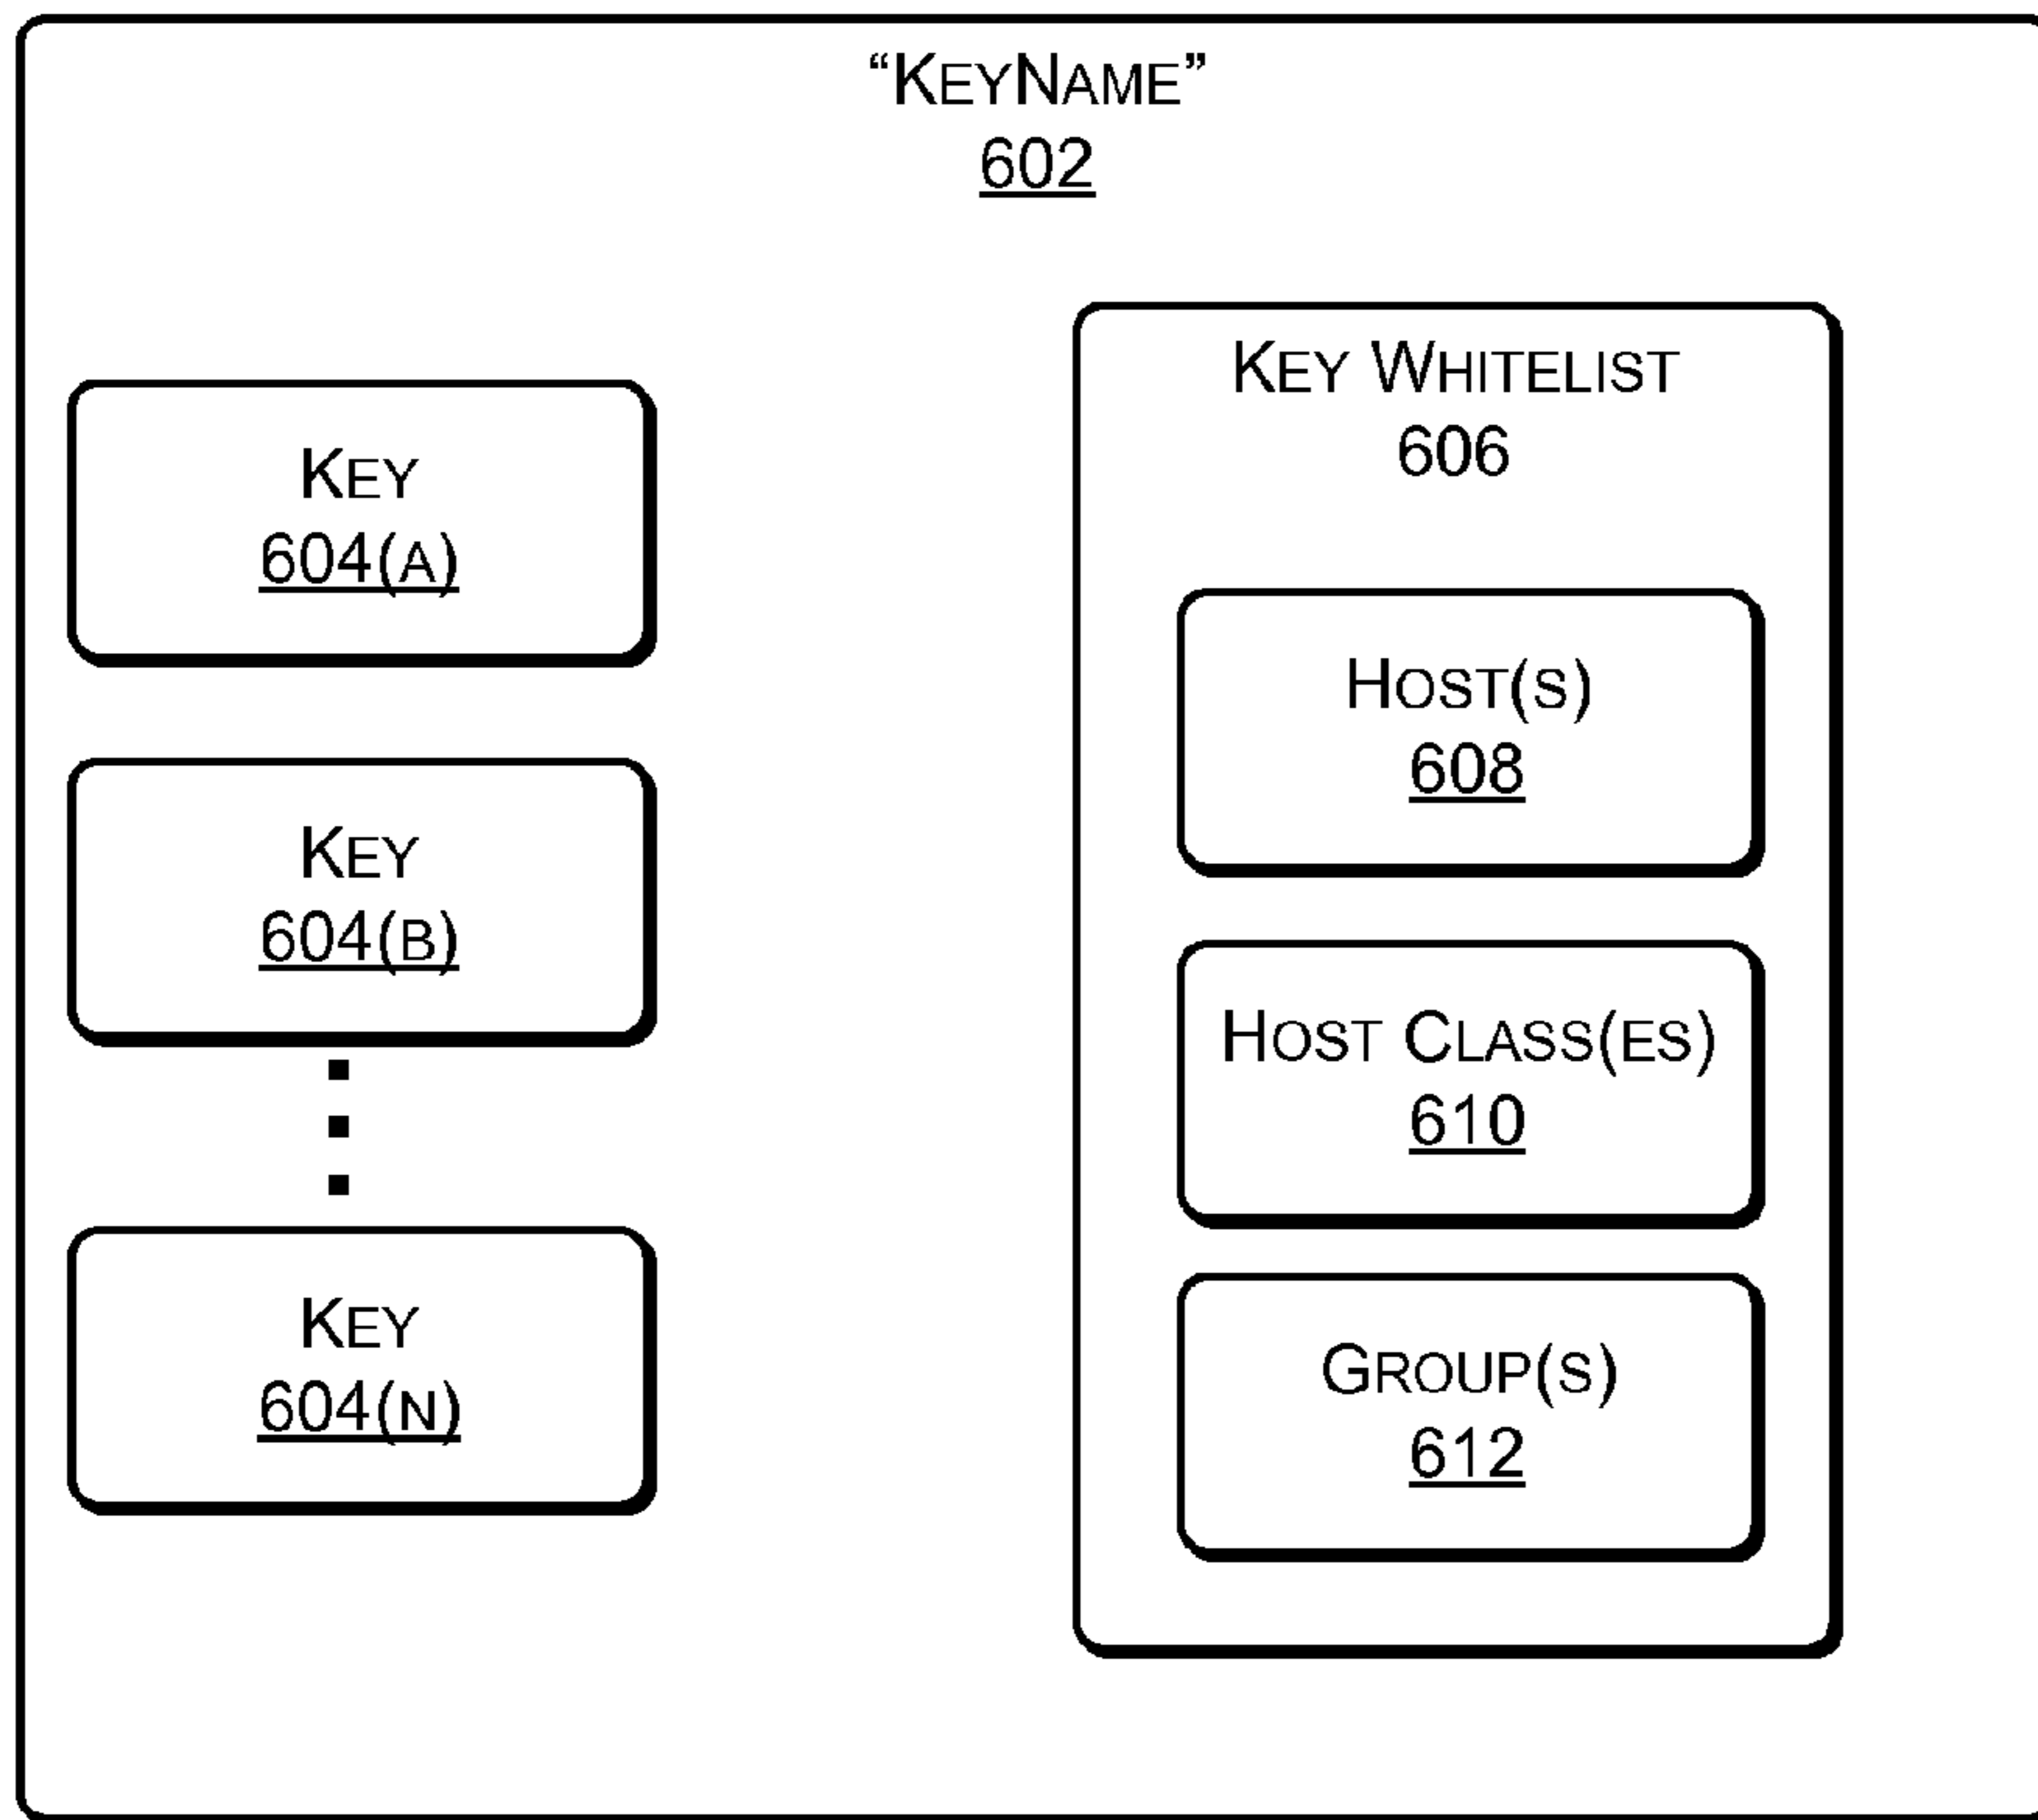 “KEYNAME”
602
KEY
604(A)
KEY
604(B)
KEY
604(N)
KEY WHITELIST
606
HOST(S)
608
HOST CLASS(ES)
610
GROUP(S)
612